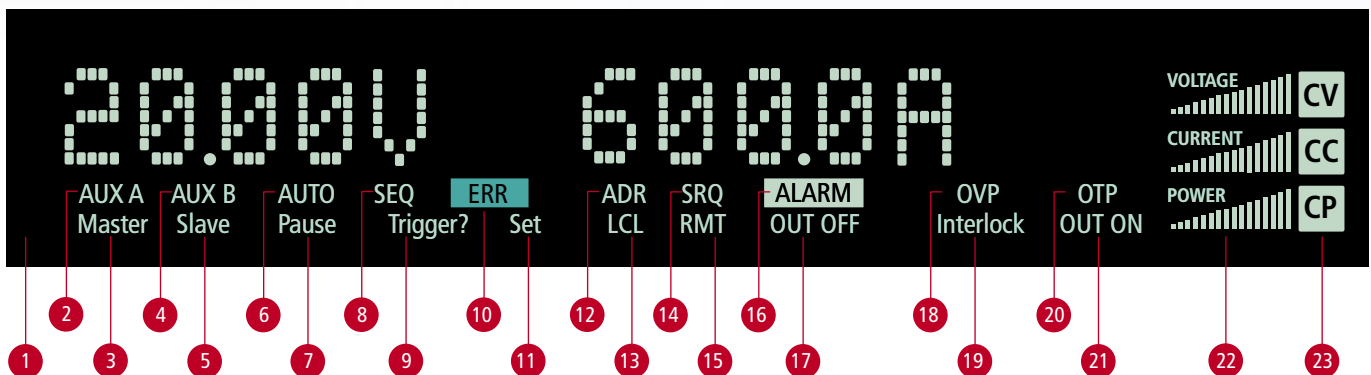 20.00V 600.0A
VOLTAGE CV
CURRENT CC
AUX A AUX B AUTO SEQ ERR ADR SRQ ALARM OVP OTP POWER CP
Master Slave Pause Trigger? Set LCL RMT OUT OFF Interlock OUT ON
2 4 6 8 10 12 14 16 18 20
1 3 5 7 9 11 13 15 17 19 21 22 23